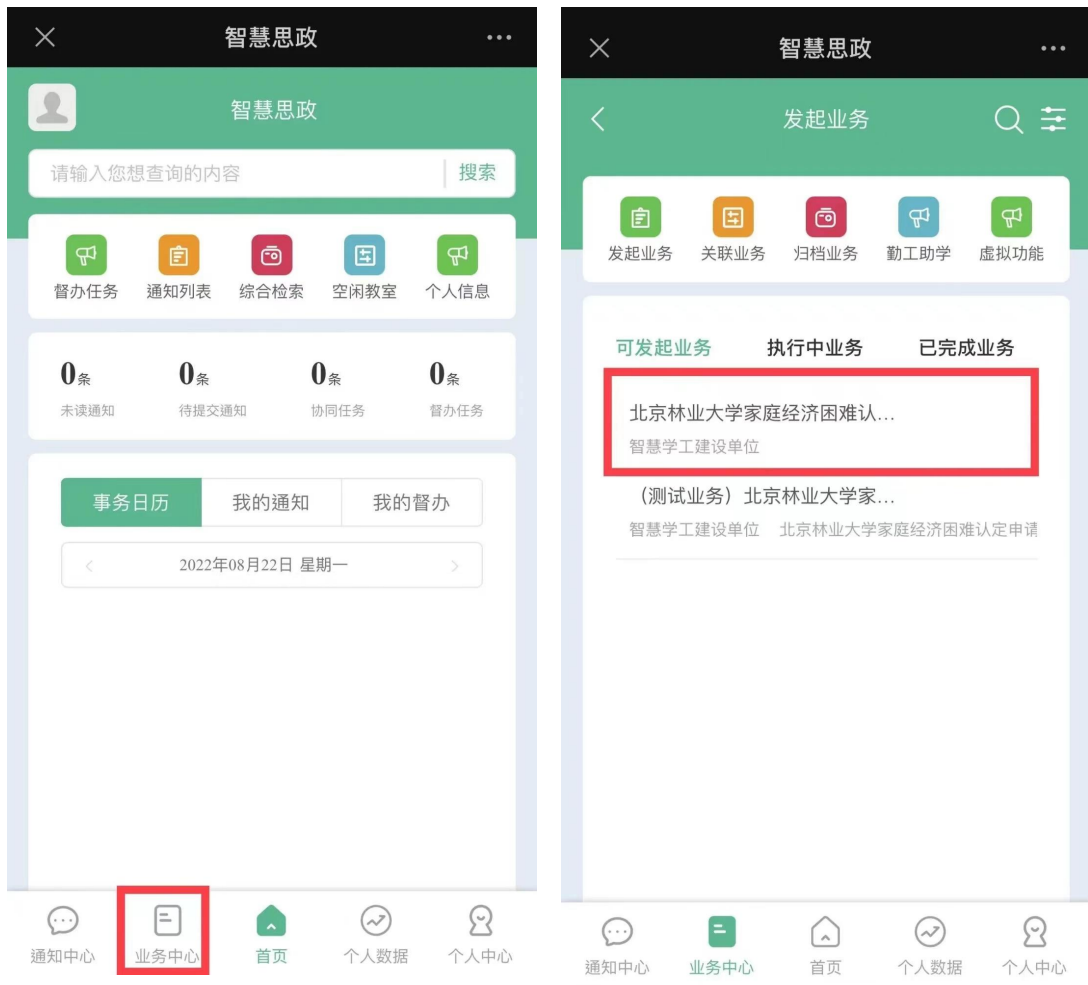 智慧思政
智慧思政
请输入您想查询的内容 搜索
督办任务 通知列表 综合检索 空闲教室 个人信息
0条 0条 0条 0条
未读通知 待提交通知 协同任务 督办任务
事务日历 我的通知 我的督办
2022年08月22日 星期一
通知中心 业务中心 首页 个人数据 个人中心
智慧思政
发起业务
发起业务 关联业务 归档业务 勤工助学 虚拟功能
可发起业务 执行中业务 已完成业务
北京林业大学家庭经济困难认...
智慧学工建设单位
（测试业务）北京林业大学家...
智慧学工建设单位 北京林业大学家庭经济困难认定申请
通知中心 业务中心 首页 个人数据 个人中心